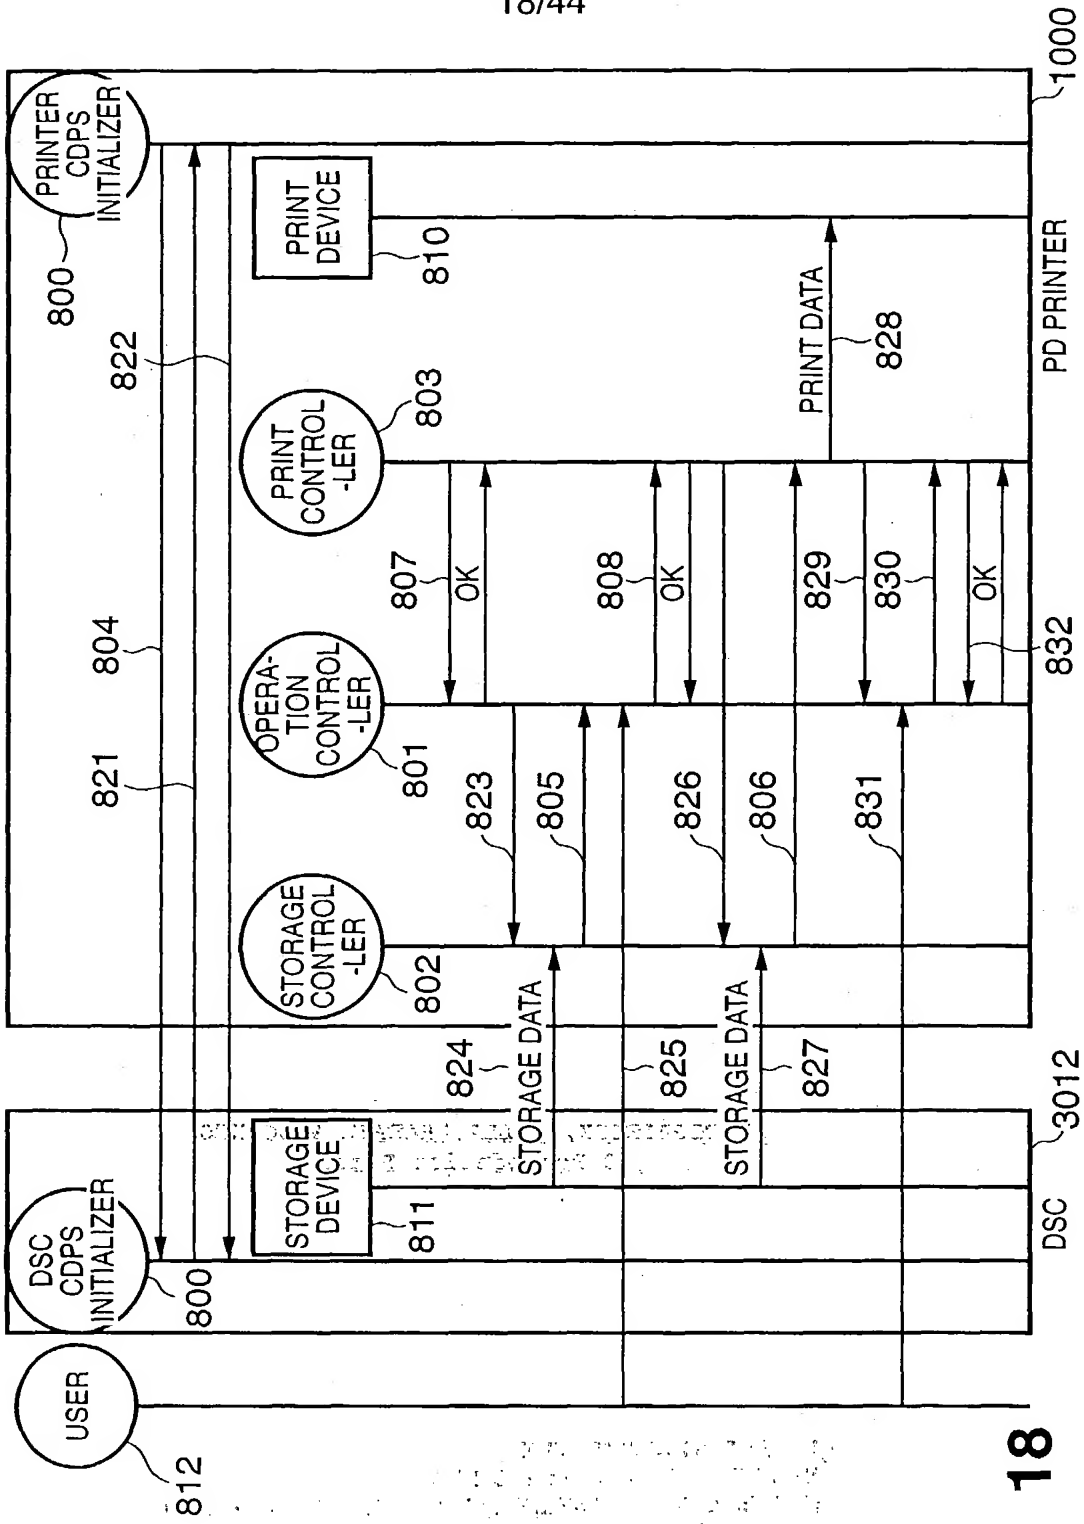 18/44
USER
812
DSC
CDPS
INITIALIZER
800
STORAGE
DEVICE
811
DSC
3012
PRINTER
CDPS
INITIALIZER
800
804
821
822
STORAGE
CONTROL
-LER
802
OPERA-
TION
CONTROL
-LER
801
PRINT
CONTROL
-LER
803
PRINT
DEVICE
810
807
OK
823
STORAGE DATA
824
805
825
808
OK
826
STORAGE DATA
827
806
PRINT DATA
828
829
831
830
832
OK
PD PRINTER
1000
18